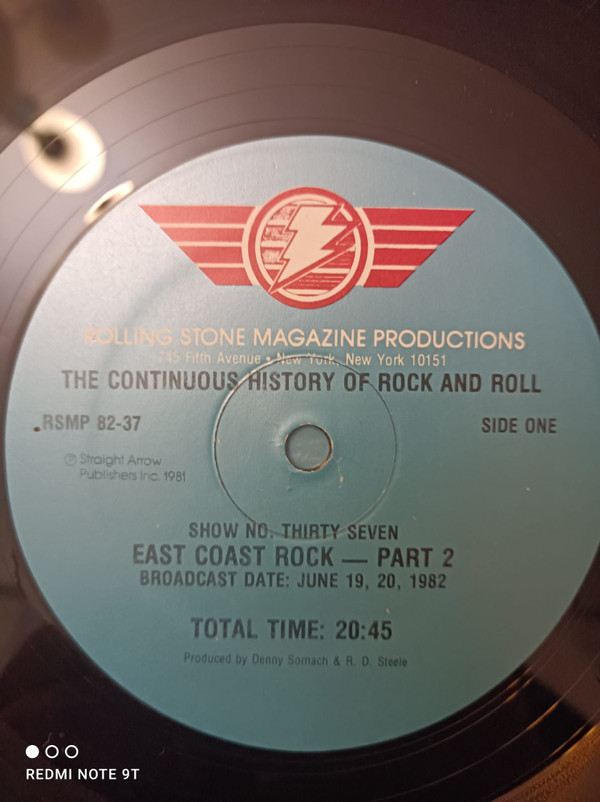 ROLLING STONE MAGAZINE PRODUCTIONS
745 Fifth Avenue • New York, New York 10151
THE CONTINUOUS HISTORY OF ROCK AND ROLL
RSMP 82-37
SIDE ONE
Ⓟ Straight Arrow
Publishers Inc. 1981
SHOW NO. THIRTY SEVEN
EAST COAST ROCK — PART 2
BROADCAST DATE: JUNE 19, 20, 1982
TOTAL TIME: 20:45
Produced by Denny Somach & R. D. Steele
REDMI NOTE 9T